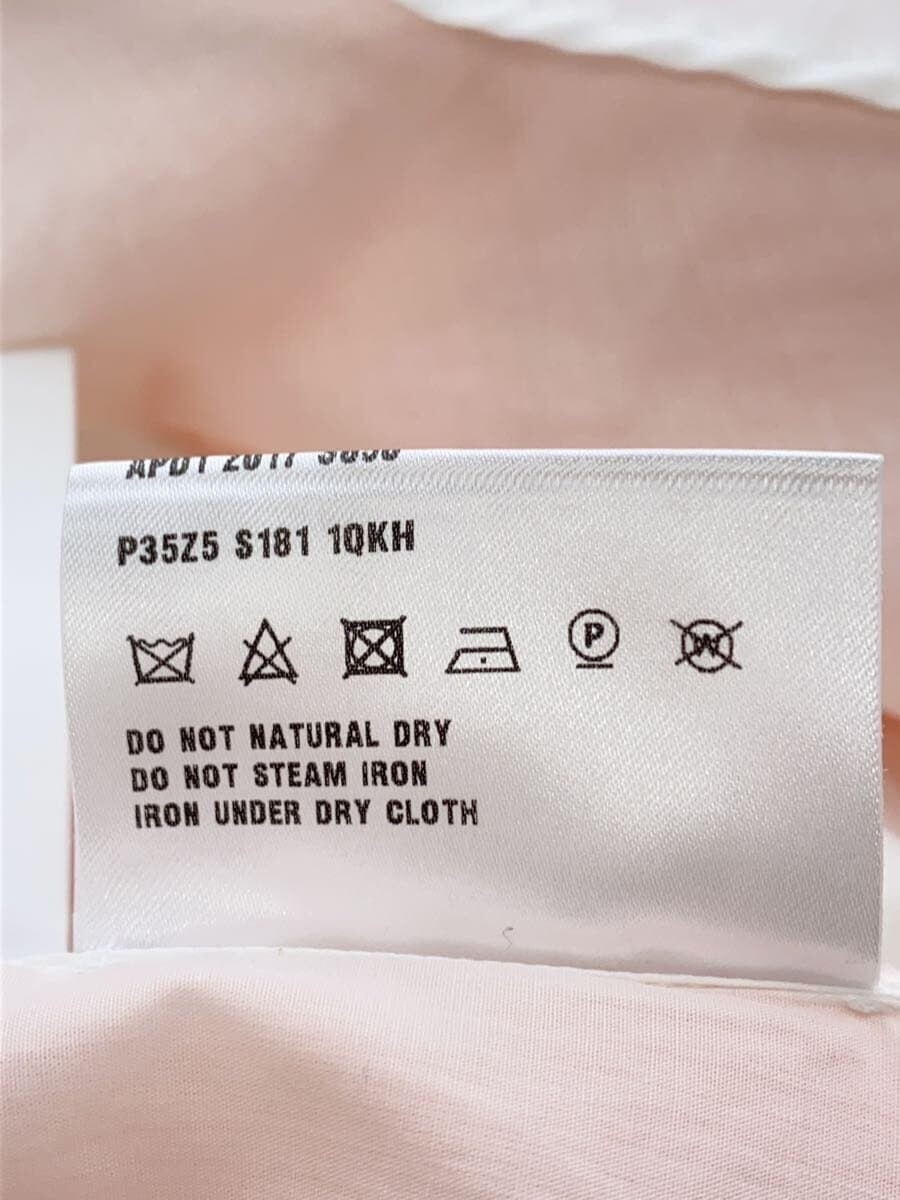 P35Z5 S181 1QKH
P
W
DO NOT NATURAL DRY
DO NOT STEAM IRON
IRON UNDER DRY CLOTH